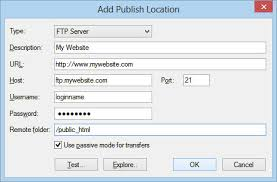 Add Publish Location
Type: FTP Server
Description: My Website
URL: http://www.mywebsite.com
Host: ftp.mywebsite.com Port: 21
Username: loginname
Password: ●●●●●●●●
Remote folder: /public_html
Use passive mode for transfers
Test... Explore... OK Cancel